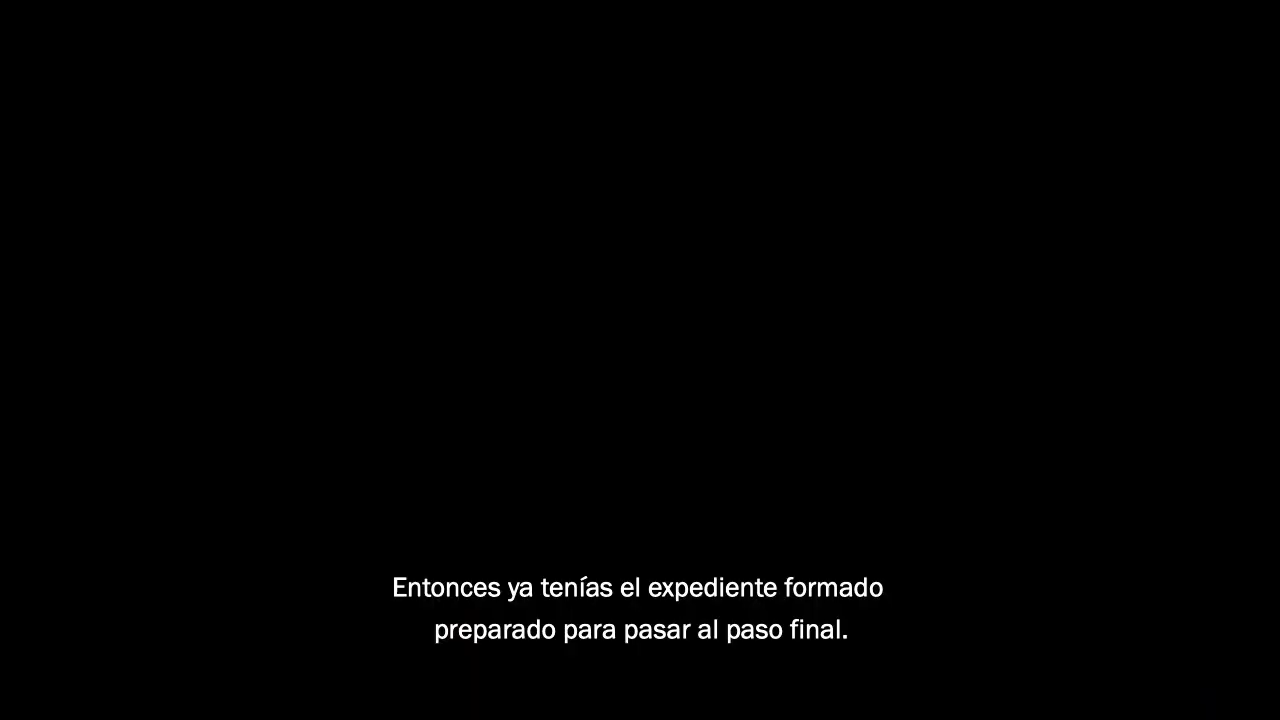 Entonces ya tenías el expediente formado
preparado para pasar al paso final.